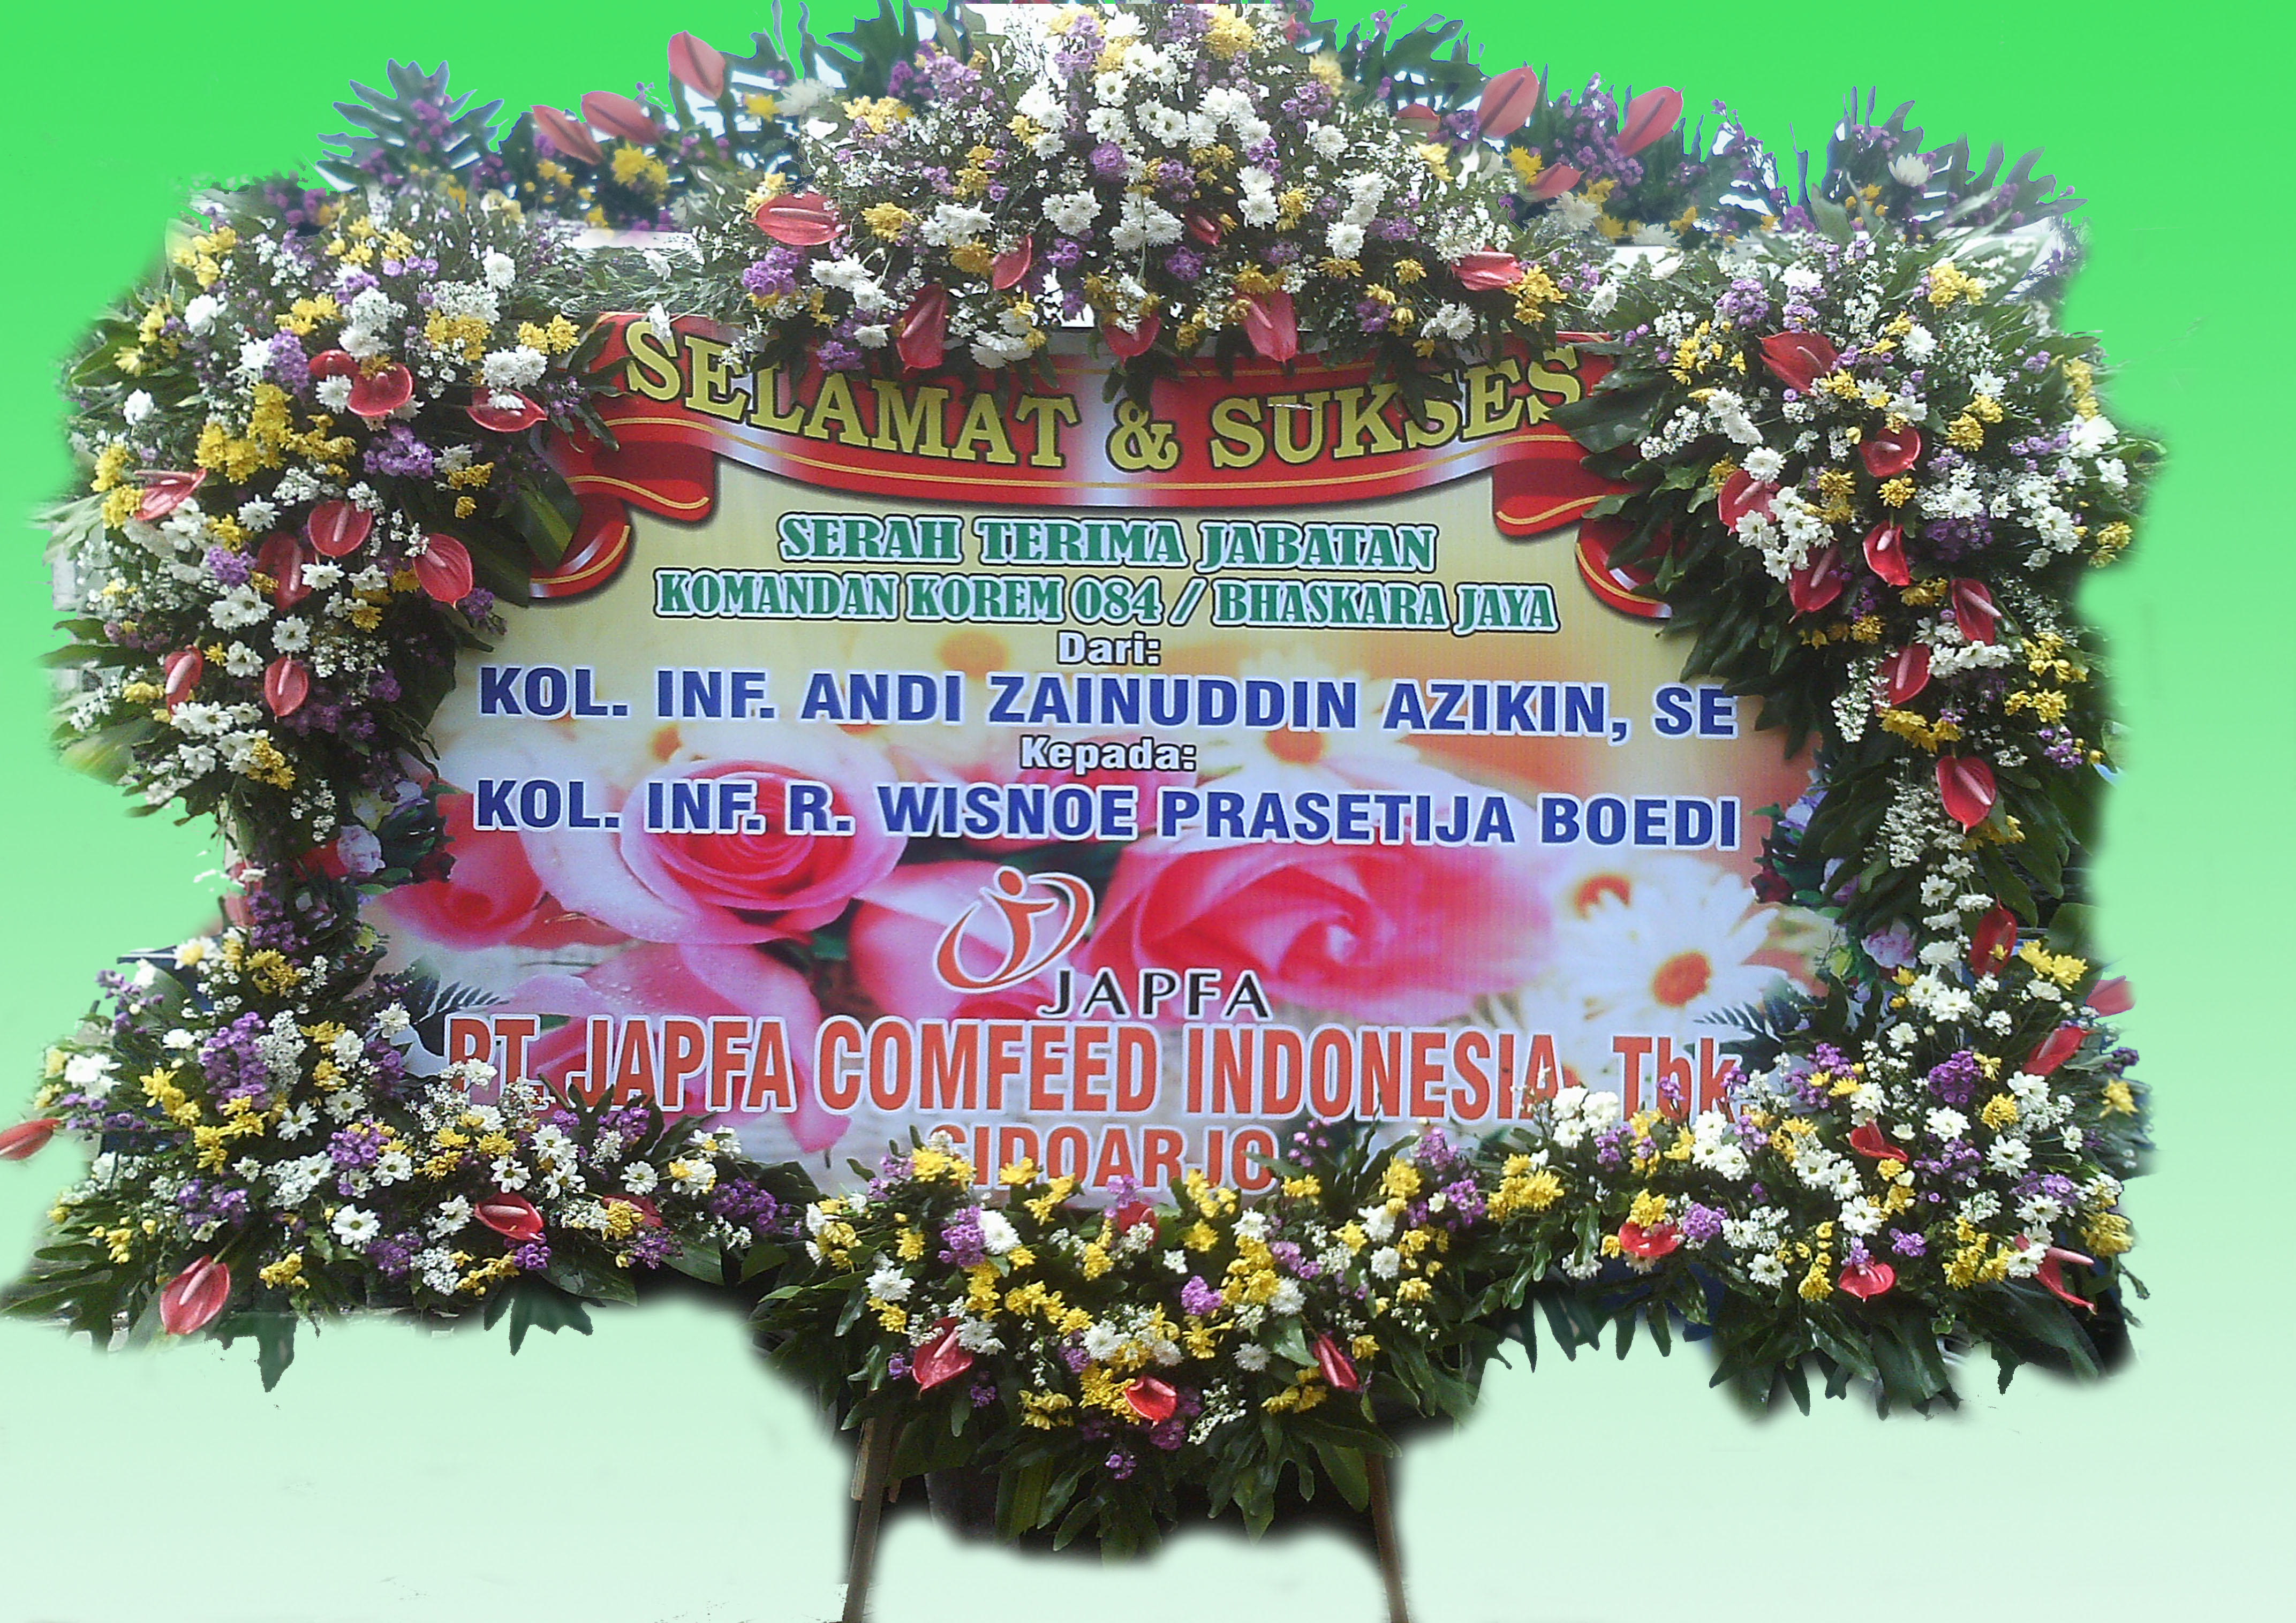 SELAMAT & SUKSES
SERAH TERIMA JABATAN
KOMANDAN KOREM 084 / BHASKARA JAYA
Dari:
KOL. INF. ANDI ZAINUDDIN AZIKIN, SE
Kepada:
KOL. INF. R. WISNOE PRASETIJA BOEDI
JAPFA
PT. JAPFA COMFEED INDONESIA, Tbk.
SIDOARJO